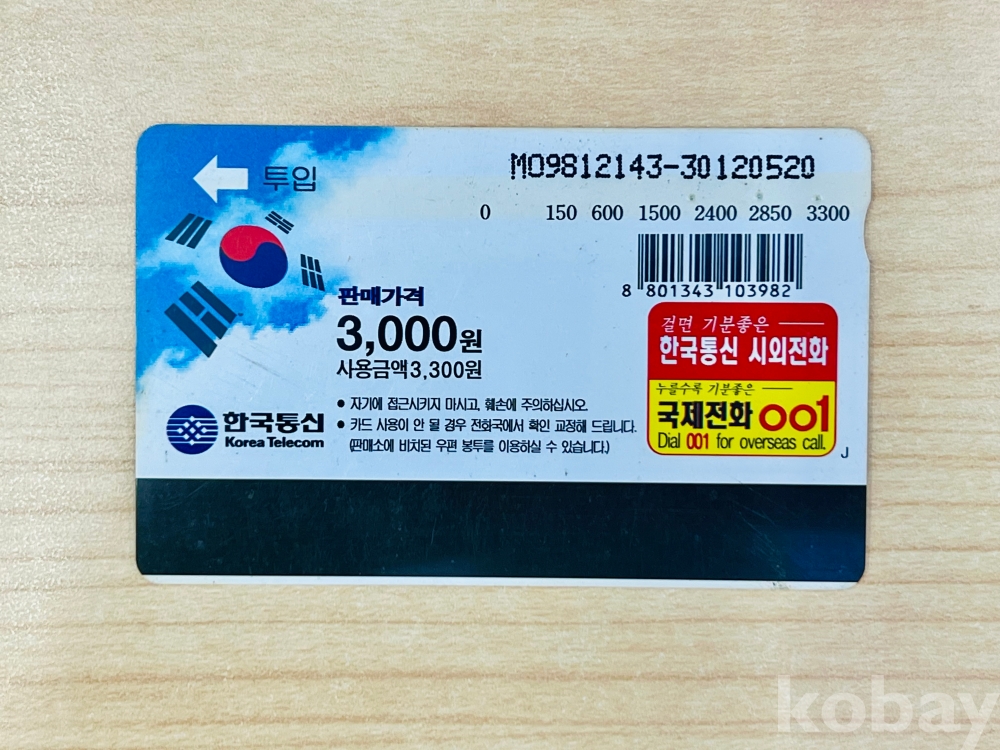 투입
MO9812143-30120520
0 150 600 1500 2400 2850 3300
8 801343 103982
판매가격
3,000원
사용금액3,300원
걸면 기분좋은
한국통신 시외전화
누를수록 기분좋은
국제전화 001
Dial 001 for overseas call.
J
한국통신
Korea Telecom
● 자기에 접근시키지 마시고, 훼손에 주의하십시오.
● 카드 사용이 안 될 경우 전화국에서 확인 교정해 드립니다.
(판매소에 비치된 우편 봉투를 이용하실 수 있습니다.)
kobay